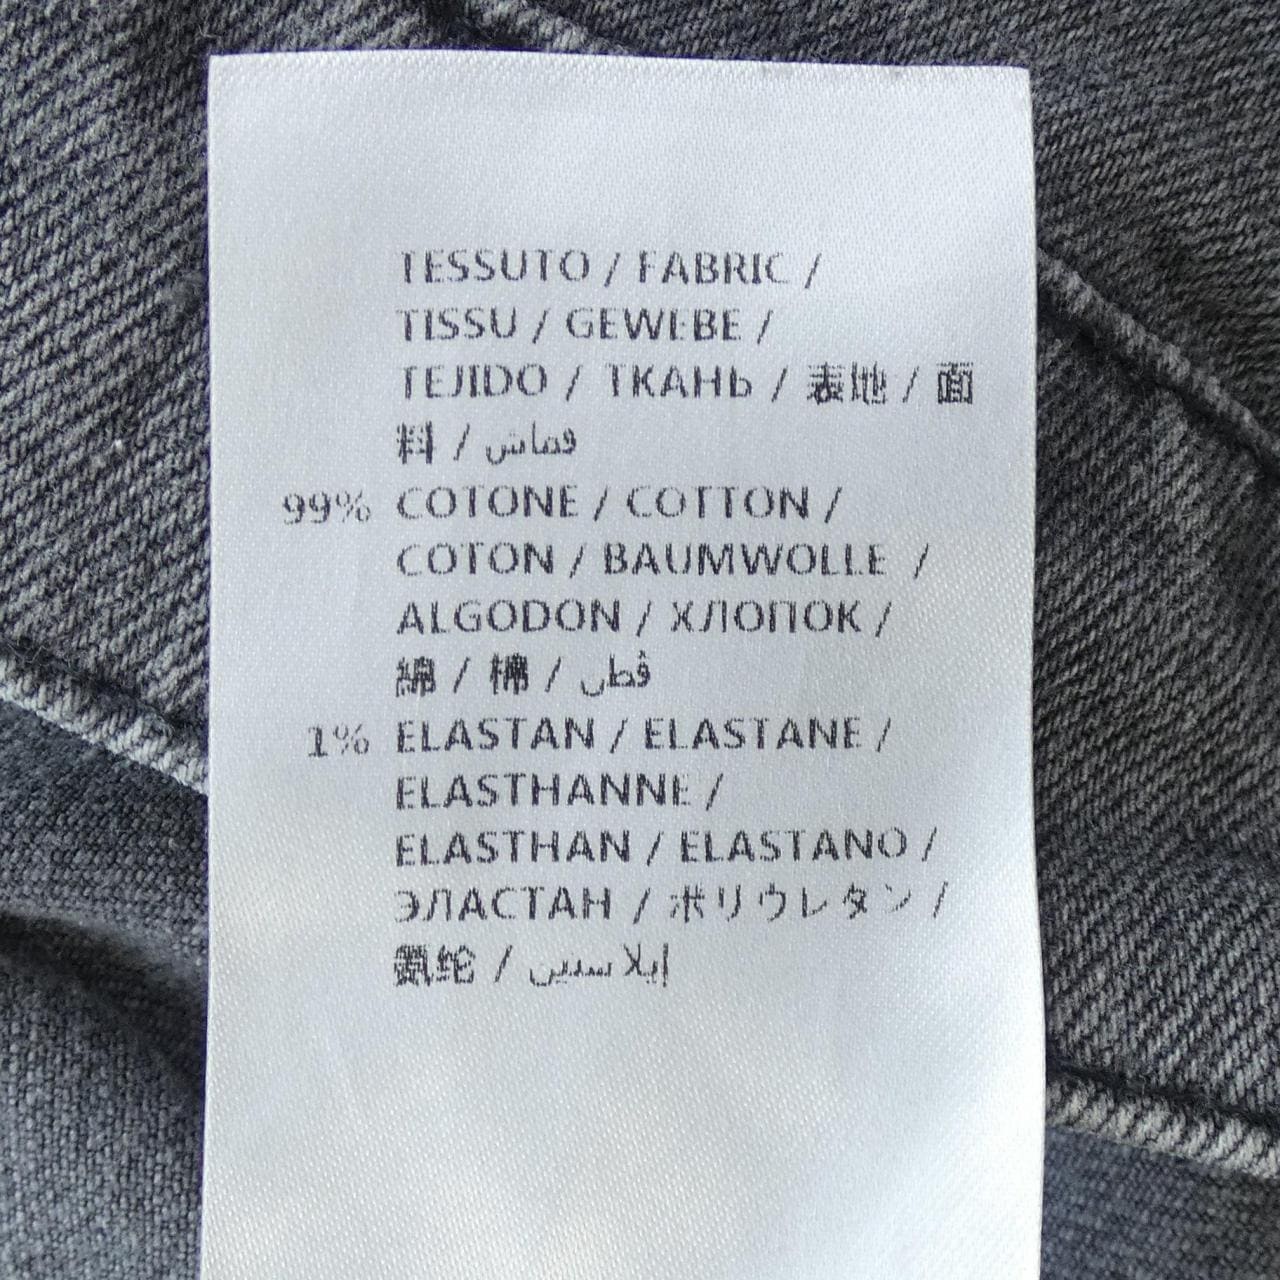 TESSUTO / FABRIC /
TISSU / GEWEBE /
TEJIDO / ТКАНЬ / 表地 / 面
料 / قماش
99% COTONE / COTTON /
COTON / BAUMWOLLE /
ALGODON / ХЛОПОК /
綿 / 棉 / قطن
1% ELASTAN / ELASTANE /
ELASTHANNE /
ELASTHAN / ELASTANO /
ЭЛАСТАН / ポリウレタン /
氨纶 / إيلاستين